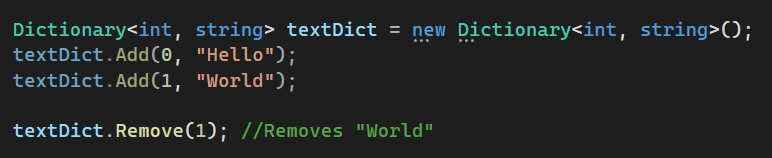 Dictionary<int, string> textDict = new Dictionary<int, string>();
textDict.Add(0, "Hello");
textDict.Add(1, "World");
textDict.Remove(1); //Removes "World"